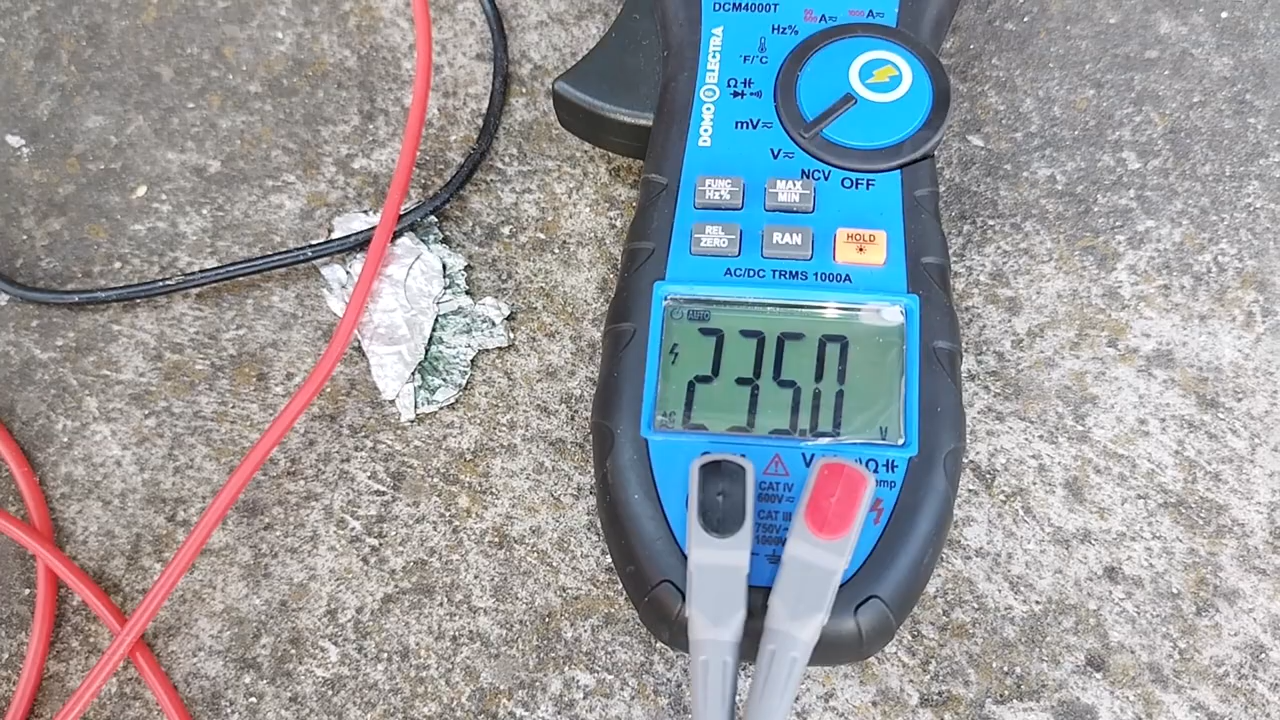 DCM4000T
DOMO ELECTRA
A≂
1000 A≂
Hz%
°F/°C
Ω
mV≂
V≂
NCV
OFF
FUNC
Hz%
MAX
MIN
REL
ZERO
RAN
HOLD
AC/DC TRMS 1000A
AUTO
235.0
AC
V
V
Ω
CAT IV
600V≂
CAT III
750V~
1000V